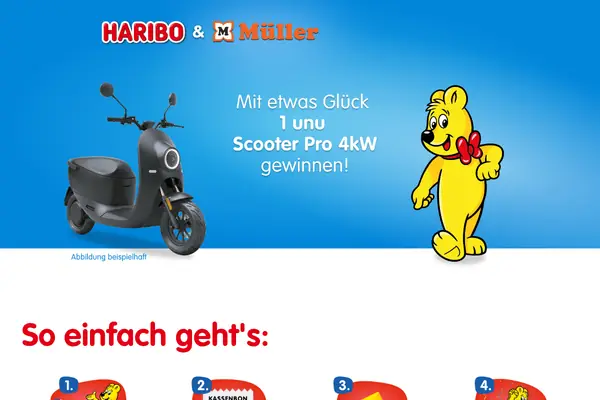 HARIBO & M Müller
Mit etwas Glück
1 unu
Scooter Pro 4kW
gewinnen!
Abbildung beispielhaft
So einfach geht's:
1.
2.
3.
4.
KASSENBON